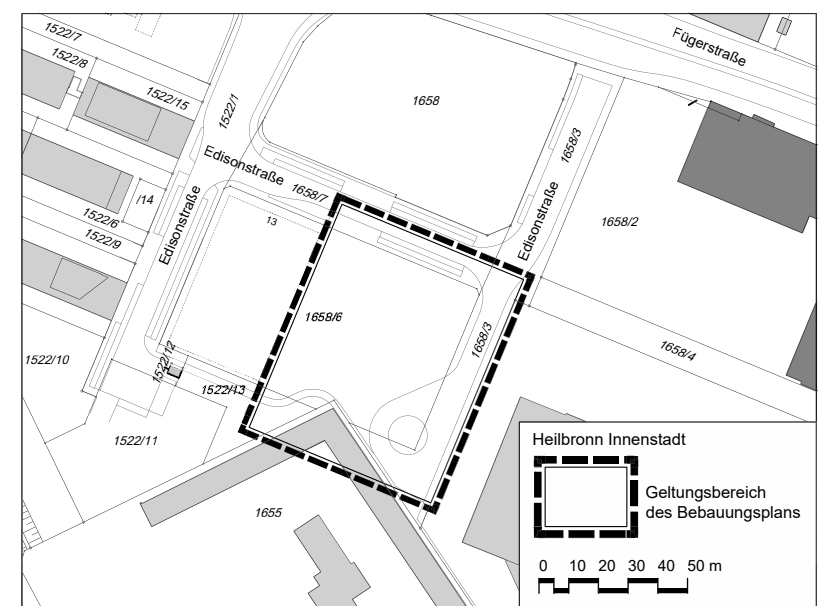 1522/7
1522/8
1522/15
1522/1
1658
Fügerstraße
1658/3
Edisonstraße
1658/7
/14
1522/6
1522/9
Edisonstraße
13
Edisonstraße
1658/2
1658/6
1658/3
1658/4
1522/10
1522/12
1522/13
1522/11
1655
Heilbronn Innenstadt
Geltungsbereich
des Bebauungsplans
0 10 20 30 40 50 m